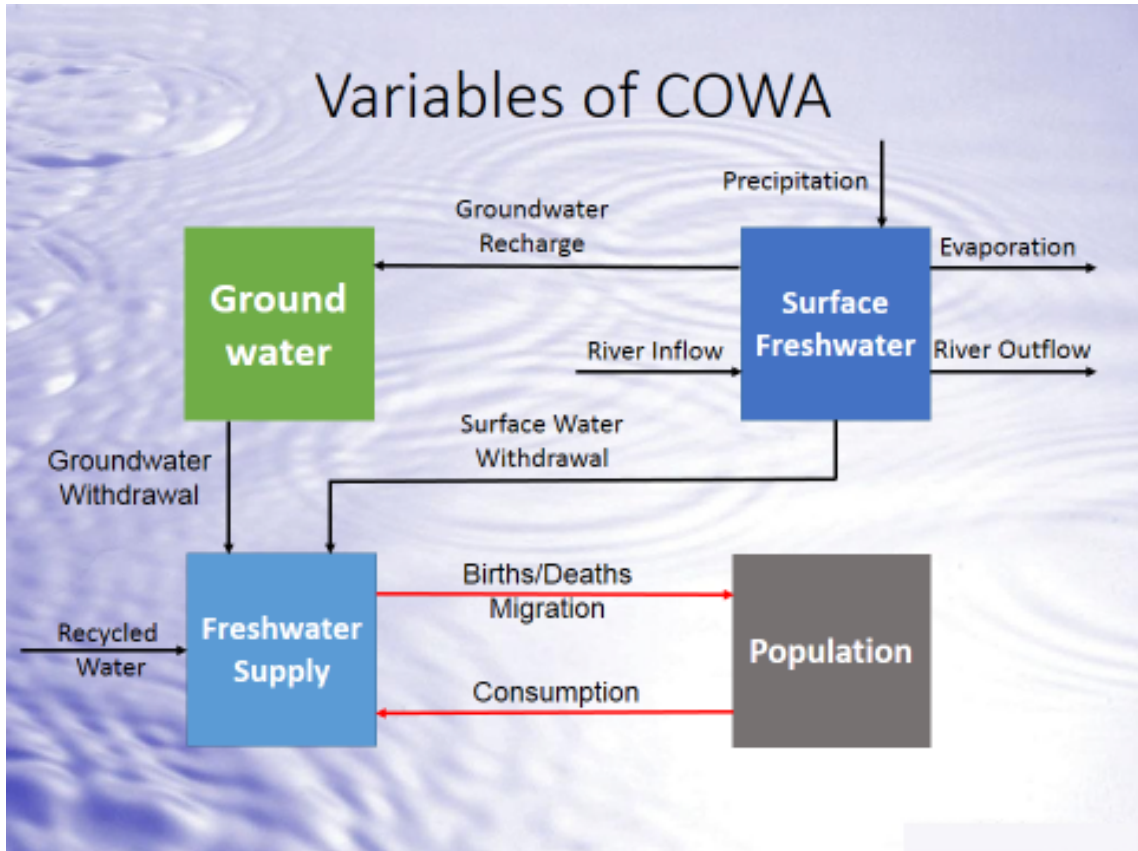 Variables of COWA
Precipitation
Groundwater
Recharge
Evaporation
Ground
water
Surface
Freshwater
River Inflow
River Outflow
Surface Water
Withdrawal
Groundwater
Withdrawal
Births/Deaths
Migration
Recycled
Water
Freshwater
Supply
Population
Consumption